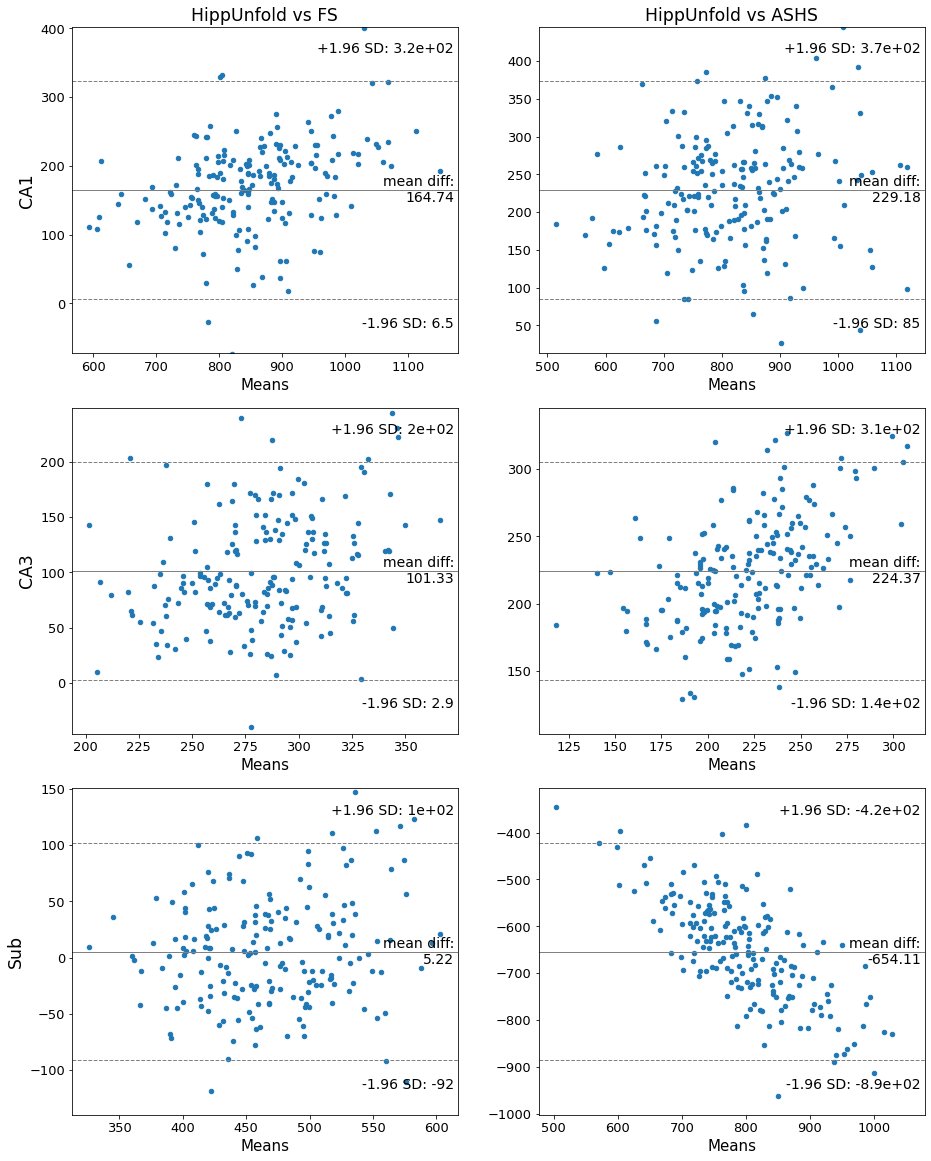 HippUnfold vs FS
HippUnfold vs ASHS
CA1
400
300
200
100
0
+1.96 SD: 3.2e+02
mean diff:
164.74
-1.96 SD: 6.5
600 700 800 900 1000 1100
Means
400
350
300
250
200
150
100
50
+1.96 SD: 3.7e+02
mean diff:
229.18
-1.96 SD: 85
500 600 700 800 900 1000 1100
Means
CA3
200
150
100
50
0
+1.96 SD: 2e+02
mean diff:
101.33
-1.96 SD: 2.9
200 225 250 275 300 325 350
Means
300
250
200
150
+1.96 SD: 3.1e+02
mean diff:
224.37
-1.96 SD: 1.4e+02
125 150 175 200 225 250 275 300
Means
Sub
150
100
50
0
−50
−100
+1.96 SD: 1e+02
mean diff:
5.22
-1.96 SD: -92
350 400 450 500 550 600
Means
−400
−500
−600
−700
−800
−900
−1000
+1.96 SD: -4.2e+02
mean diff:
-654.11
-1.96 SD: -8.9e+02
500 600 700 800 900 1000
Means